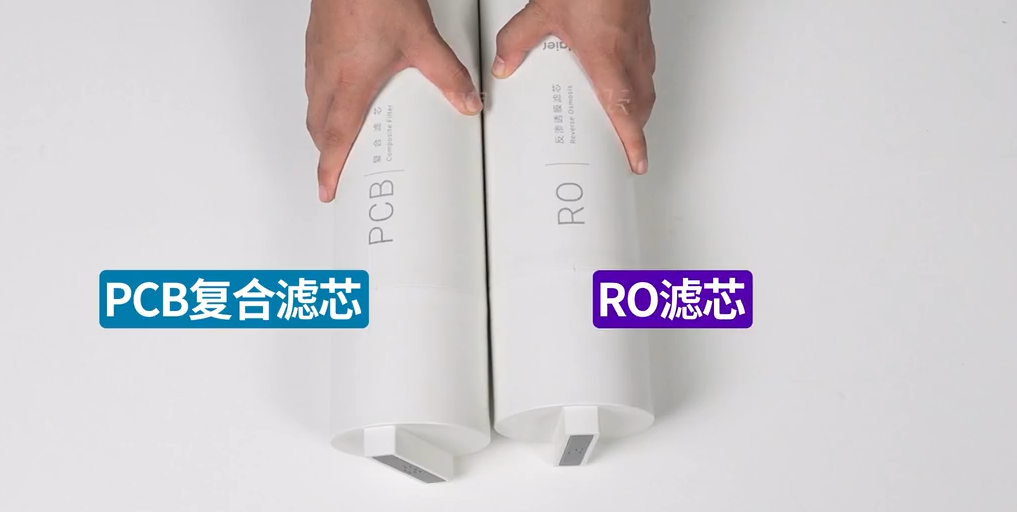 复合滤芯
Composite Filter
PCB
反渗透膜滤芯
Reverse Osmosis
RO
PCB复合滤芯
RO滤芯